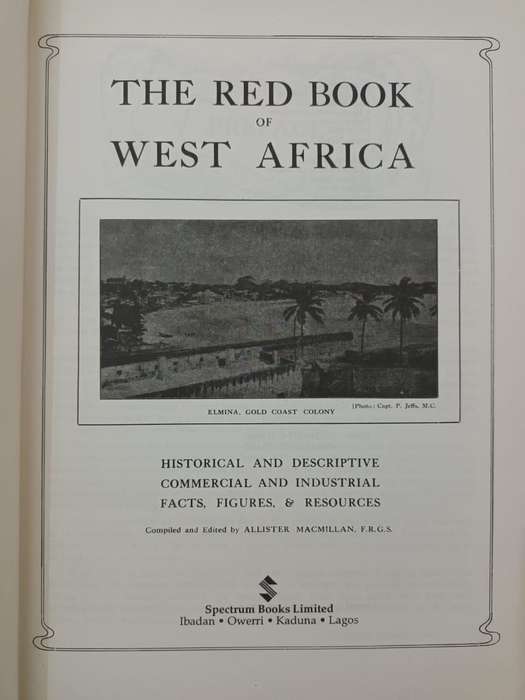 THE RED BOOK
OF
WEST AFRICA
[Photo: Capt. P. Jeffs, M.C.
ELMINA, GOLD COAST COLONY
HISTORICAL AND DESCRIPTIVE
COMMERCIAL AND INDUSTRIAL
FACTS, FIGURES, & RESOURCES
Compiled and Edited by ALLISTER MACMILLAN, F.R.G.S.
Spectrum Books Limited
Ibadan • Owerri • Kaduna • Lagos